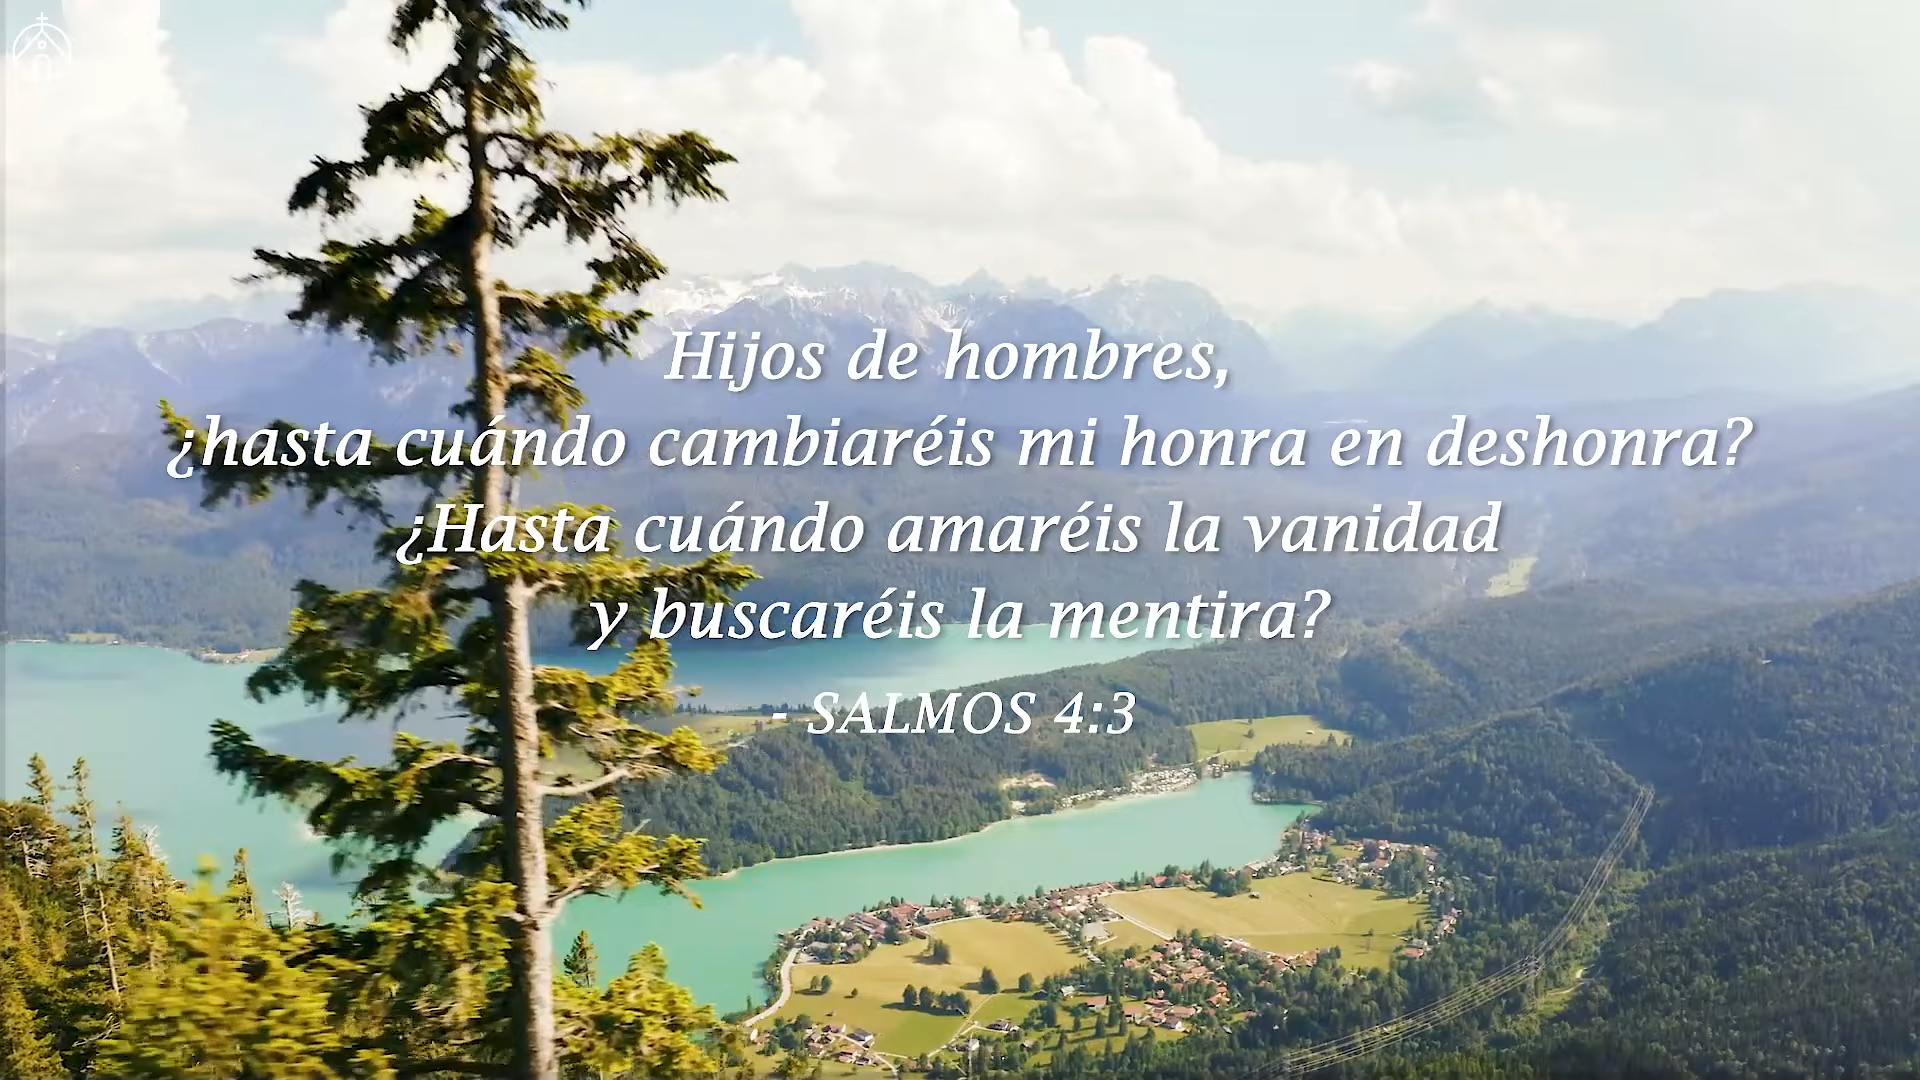 Hijos de hombres,
¿hasta cuándo cambiaréis mi honra en deshonra?
¿Hasta cuándo amaréis la vanidad
y buscaréis la mentira?
- SALMOS 4:3